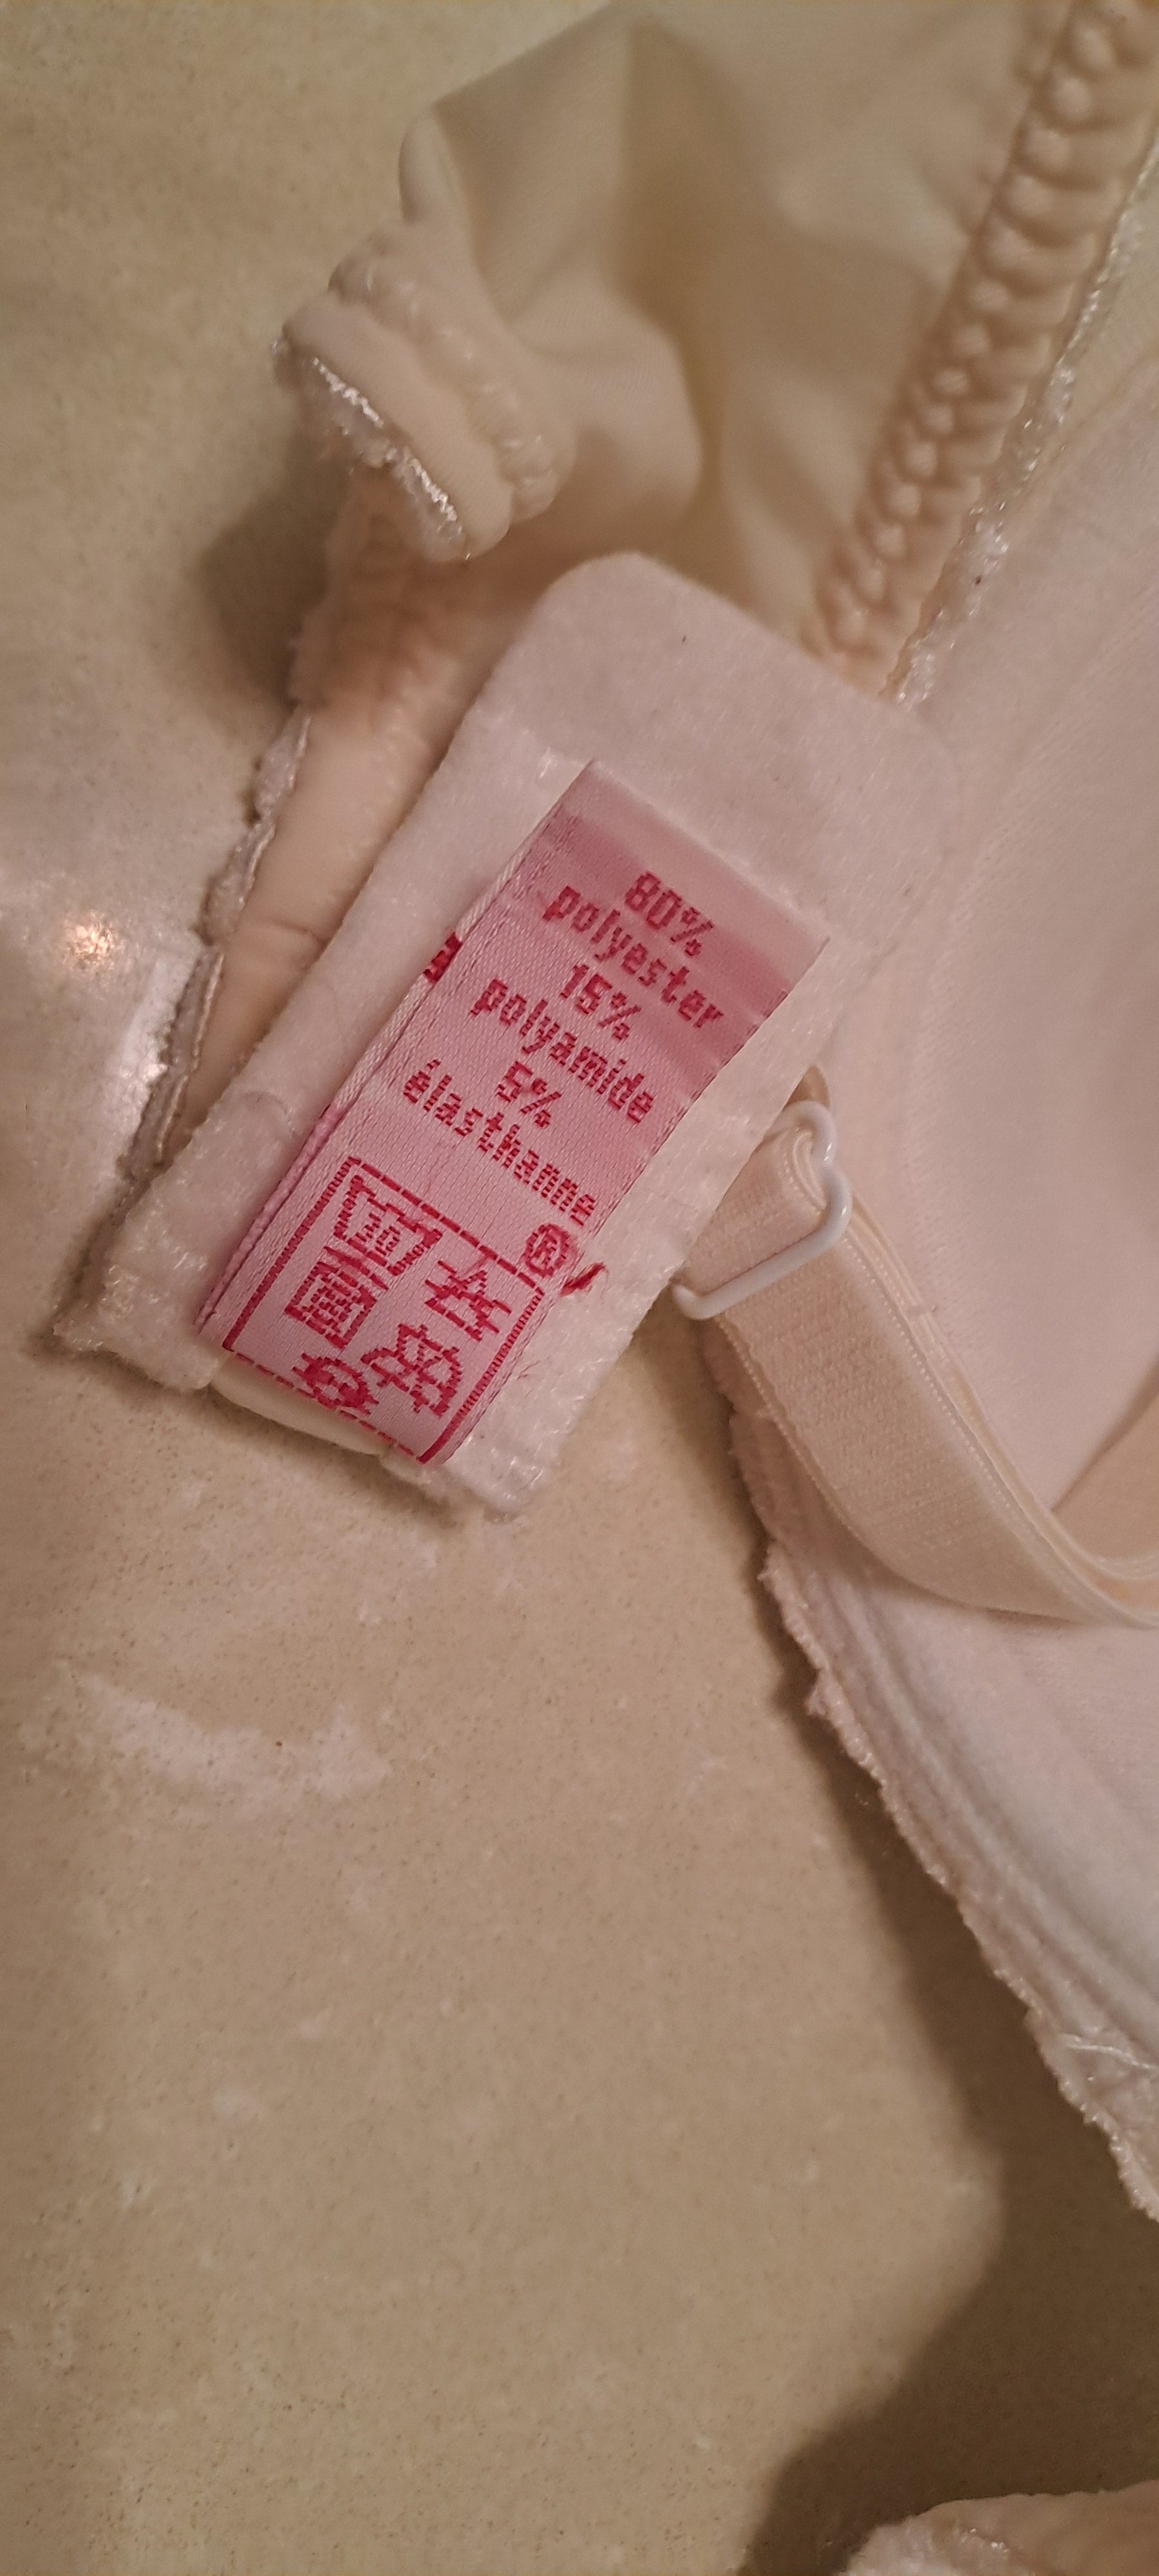 80%
polyester
15%
polyamide
5%
élasthanne
®